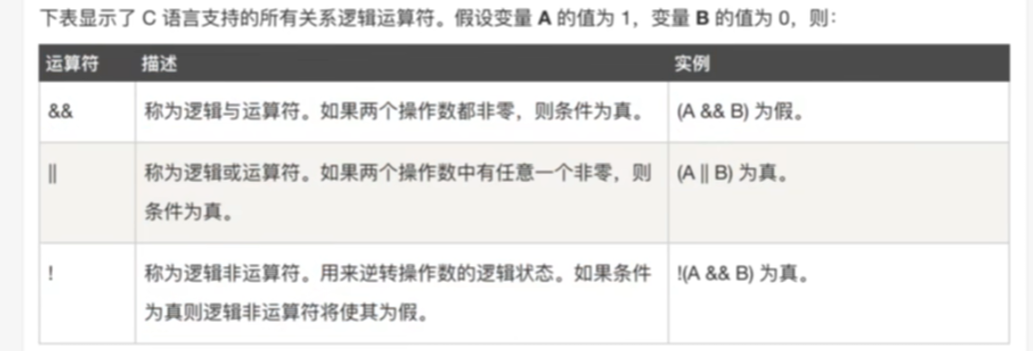 下表显示了 C 语言支持的所有关系逻辑运算符。假设变量 A 的值为 1，变量 B 的值为 0，则：
运算符 描述 实例
&& 称为逻辑与运算符。如果两个操作数都非零，则条件为真。 (A && B) 为假。
|| 称为逻辑或运算符。如果两个操作数中有任意一个非零，则 (A || B) 为真。
条件为真。
! 称为逻辑非运算符。用来逆转操作数的逻辑状态。如果条件 !(A && B) 为真。
为真则逻辑非运算符将使其为假。